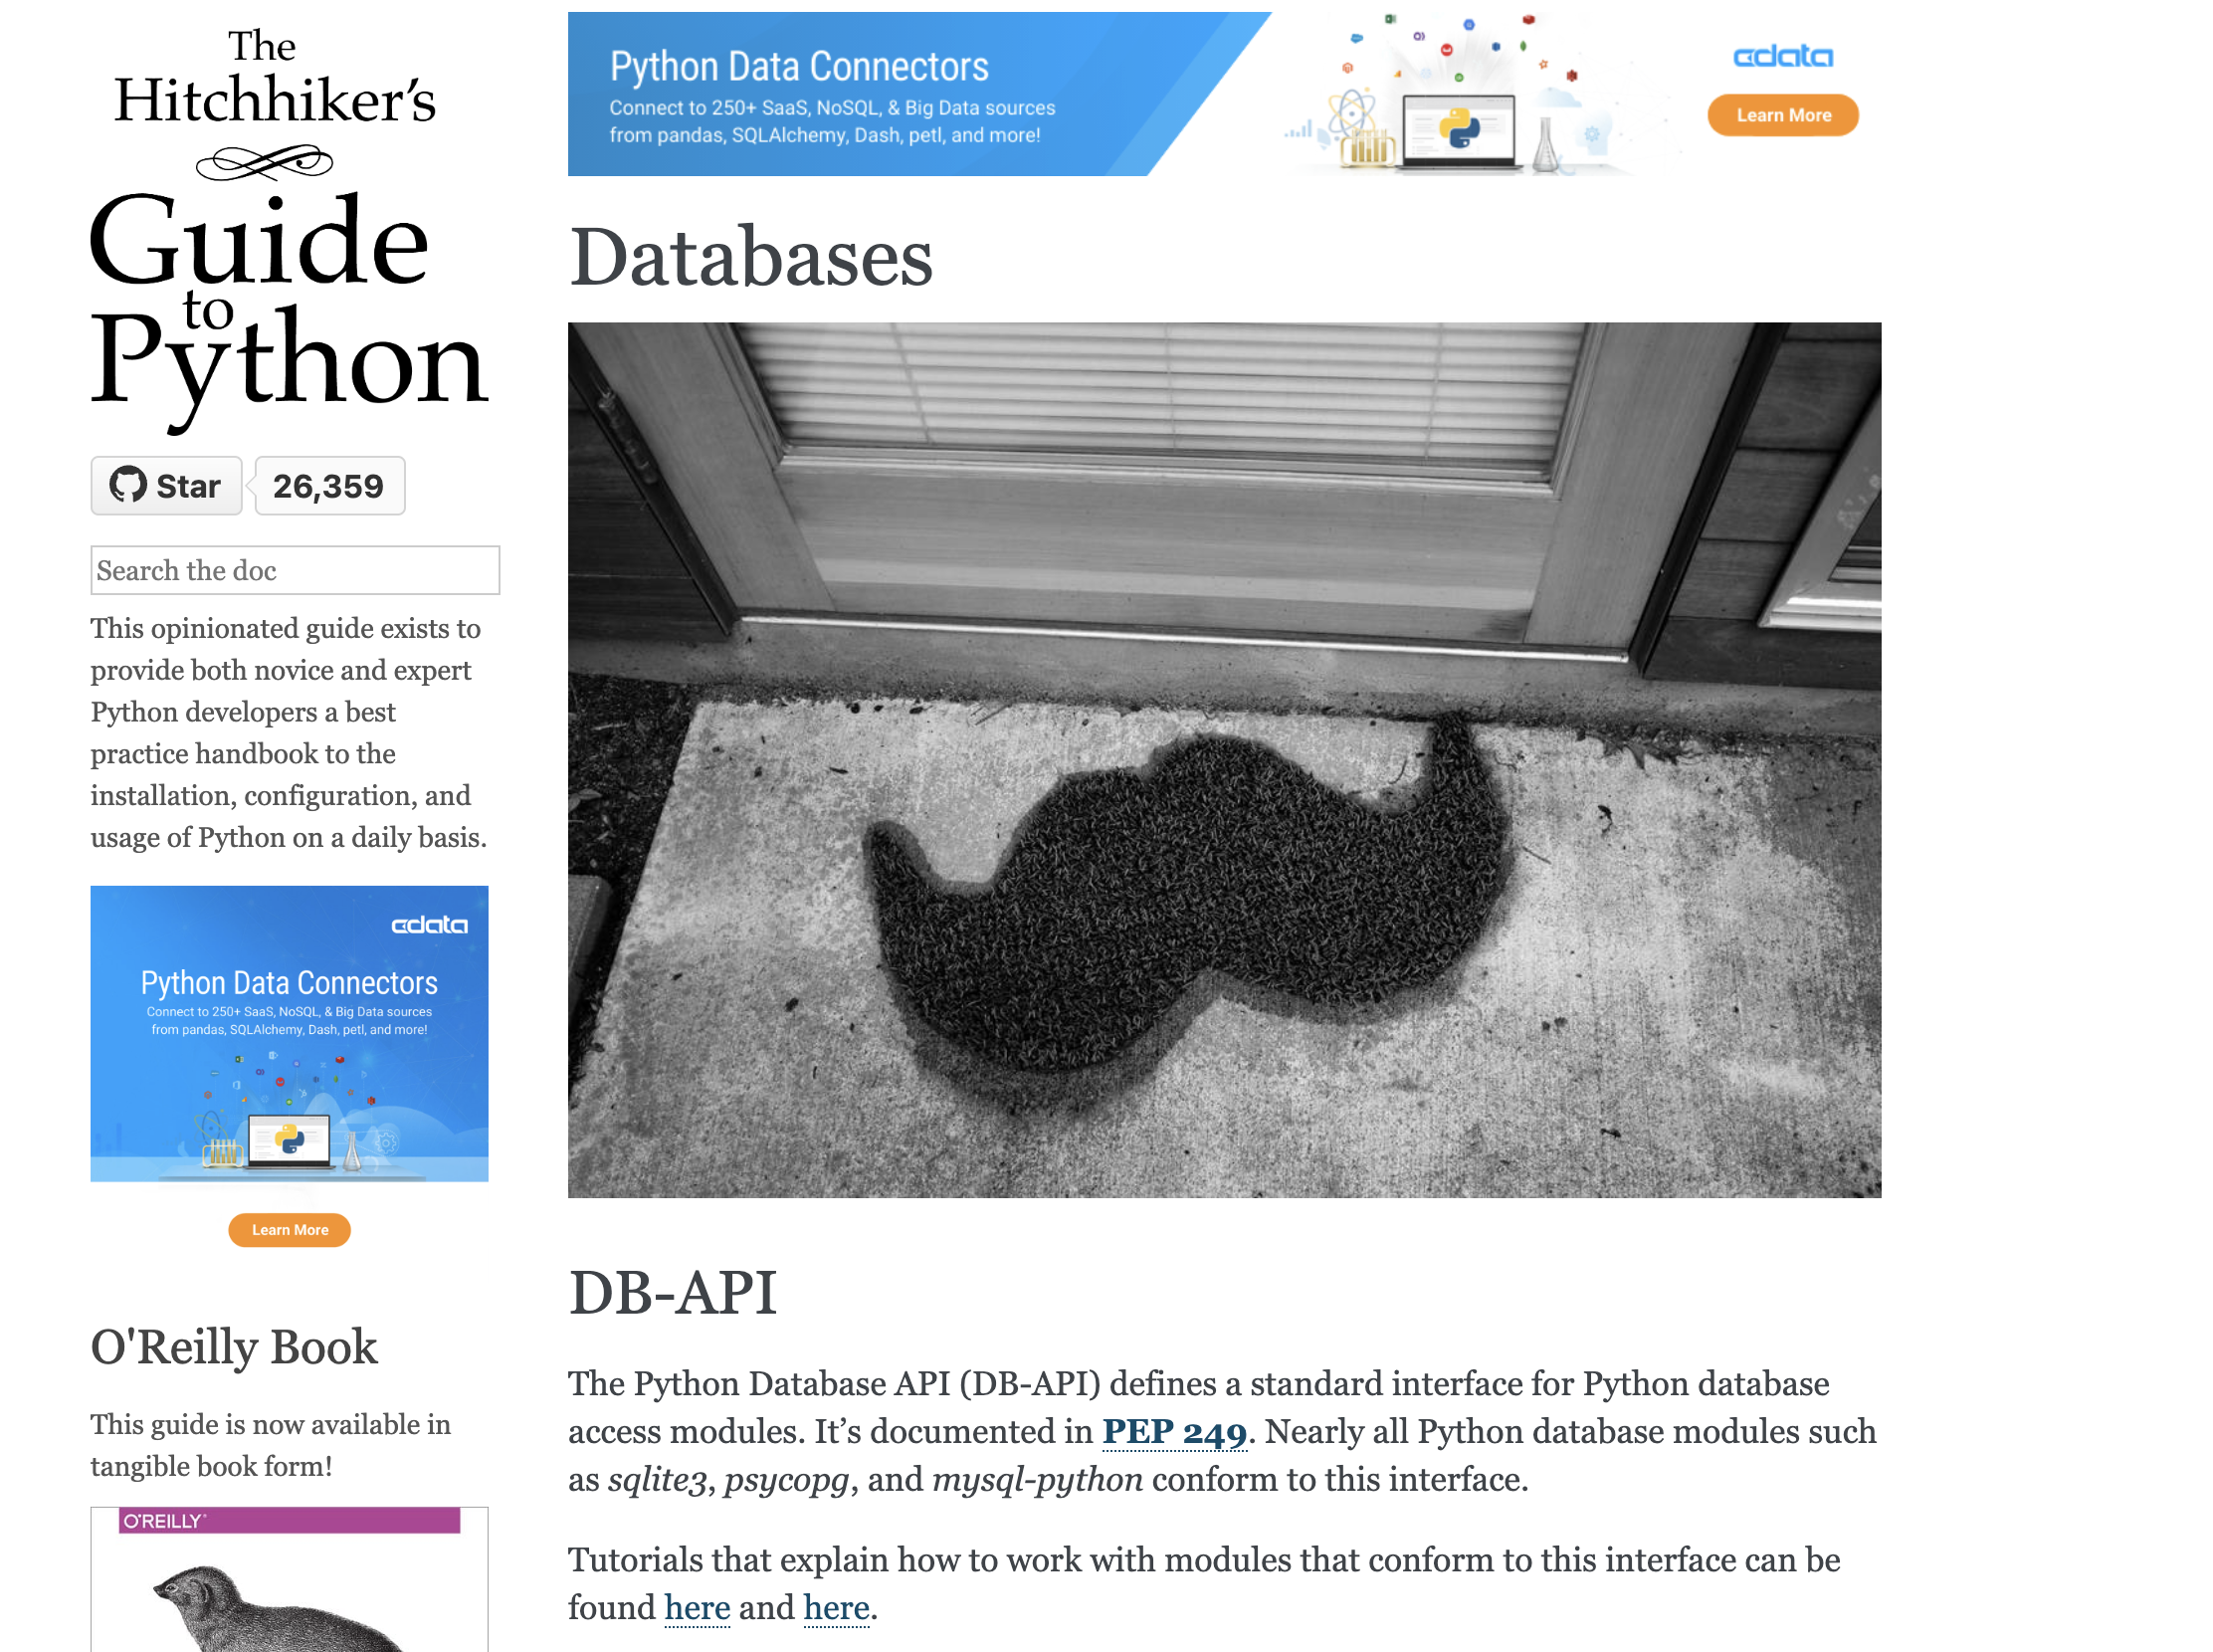 The
Hitchhiker's
Guide
to
Python
Star 26,359
Search the doc
This opinionated guide exists to
provide both novice and expert
Python developers a best
practice handbook to the
installation, configuration, and
usage of Python on a daily basis.
cdata
Python Data Connectors
Connect to 250+ SaaS, NoSQL, & Big Data sources
from pandas, SQLAlchemy, Dash, petl, and more!
Learn More
O'Reilly Book
This guide is now available in
tangible book form!
O'REILLY®
Python Data Connectors
Connect to 250+ SaaS, NoSQL, & Big Data sources
from pandas, SQLAlchemy, Dash, petl, and more!
cdata
Learn More
Databases
DB-API
The Python Database API (DB-API) defines a standard interface for Python database
access modules. It’s documented in PEP 249. Nearly all Python database modules such
as sqlite3, psycopg, and mysql-python conform to this interface.
Tutorials that explain how to work with modules that conform to this interface can be
found here and here.